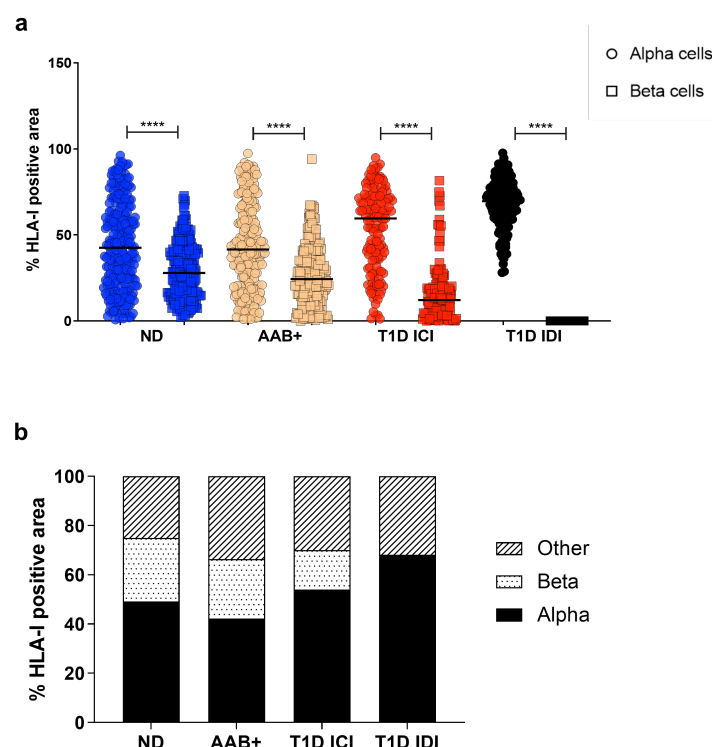 a
% HLA-I positive area
150
100
50
0
**** **** **** ****
ND AAB+ T1D ICI T1D IDI
Alpha cells
Beta cells
b
% HLA-I positive area
100
80
60
40
20
0
ND AAB+ T1D ICI T1D IDI
Other
Beta
Alpha